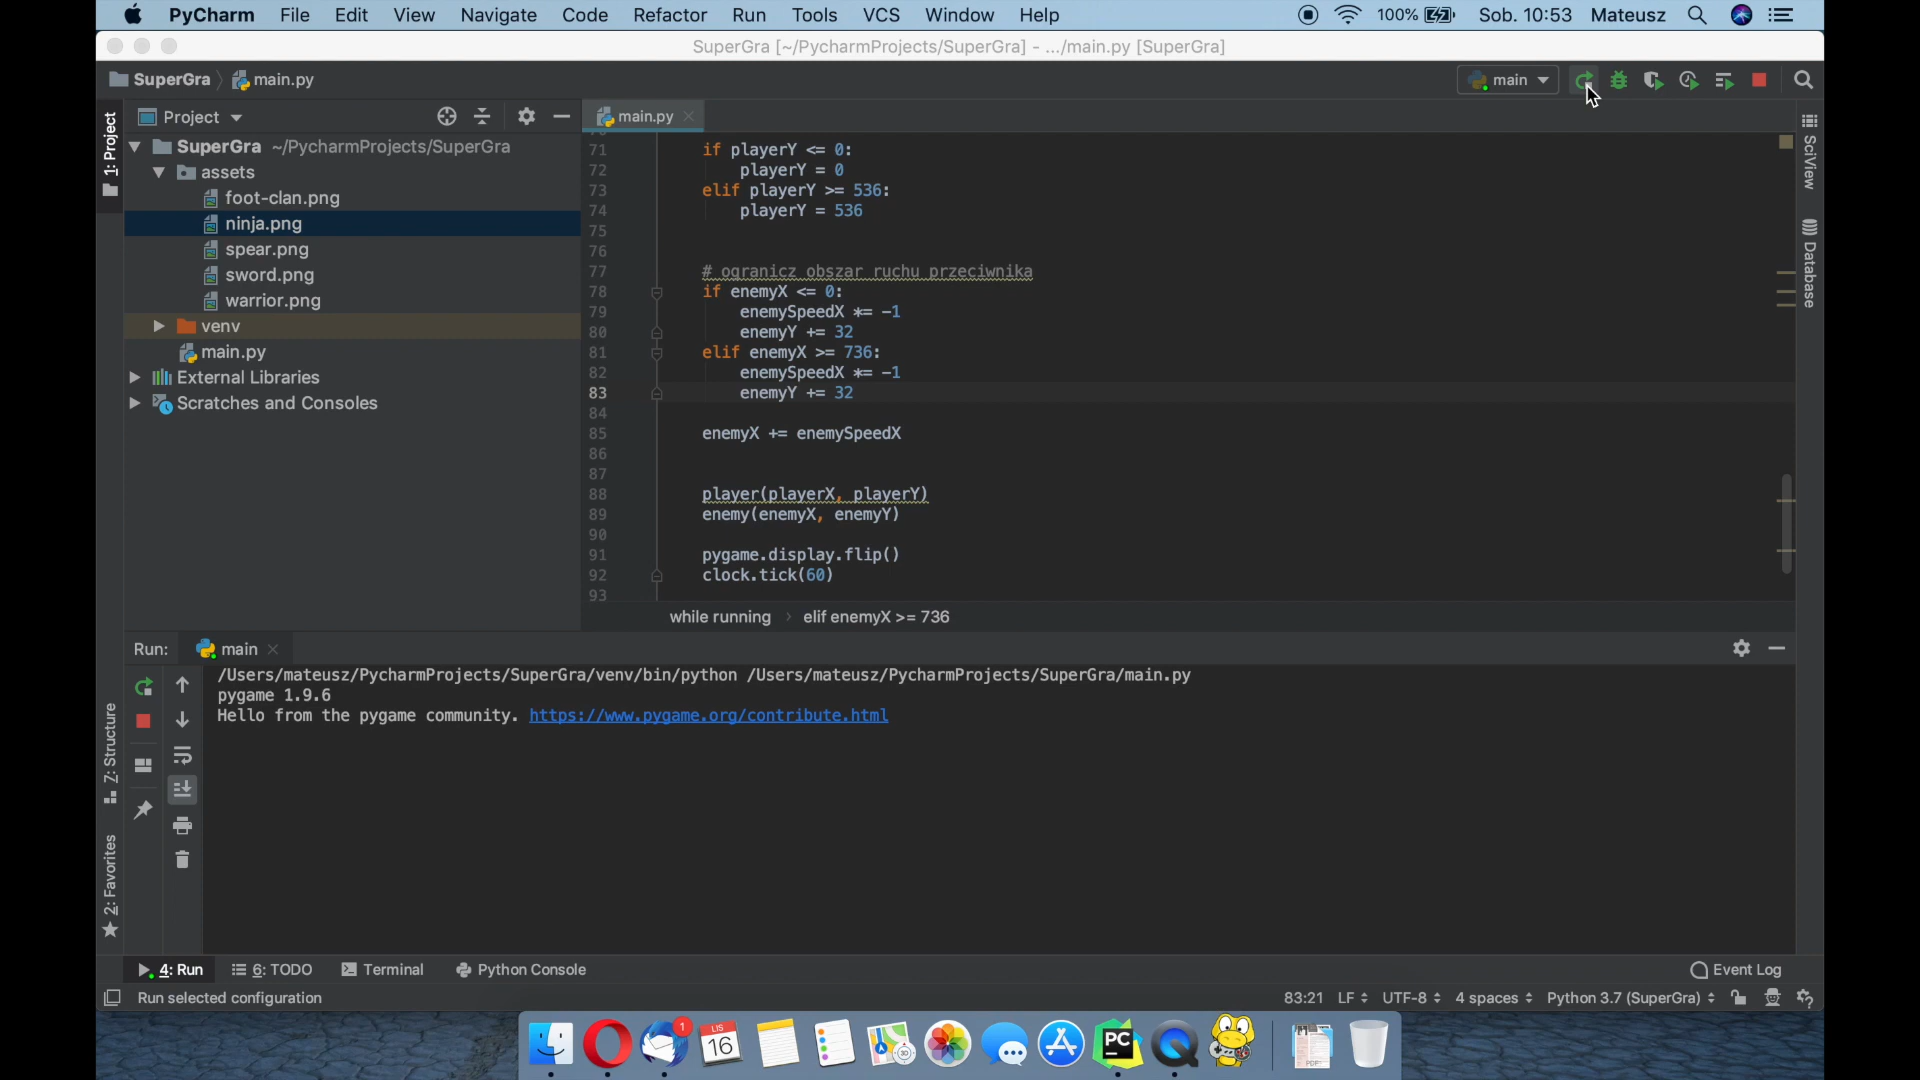 PyCharm File Edit View Navigate Code Refactor Run Tools VCS Window Help 100% Sob. 10:53 Mateusz
SuperGra [~/PycharmProjects/SuperGra] - .../main.py [SuperGra]
SuperGra main.py main
Project main.py
1: Project
SuperGra ~/PycharmProjects/SuperGra
assets
foot-clan.png
ninja.png
spear.png
sword.png
warrior.png
venv
main.py
External Libraries
Scratches and Consoles
71 if playerY <= 0:
72 playerY = 0
73 elif playerY >= 536:
74 playerY = 536
75
76
77 # ogranicz obszar ruchu przeciwnika
78 if enemyX <= 0:
79 enemySpeedX *= -1
80 enemyY += 32
81 elif enemyX >= 736:
82 enemySpeedX *= -1
83 enemyY += 32
84
85 enemyX += enemySpeedX
86
87
88 player(playerX, playerY)
89 enemy(enemyX, enemyY)
90
91 pygame.display.flip()
92 clock.tick(60)
93
while running › elif enemyX >= 736
SciView
Database
Run: main
/Users/mateusz/PycharmProjects/SuperGra/venv/bin/python /Users/mateusz/PycharmProjects/SuperGra/main.py
pygame 1.9.6
Hello from the pygame community. https://www.pygame.org/contribute.html
Z: Structure
2: Favorites
4: Run 6: TODO Terminal Python Console Event Log
Run selected configuration 83:21 LF UTF-8 4 spaces Python 3.7 (SuperGra)
1
LIS
16
PC
PDF